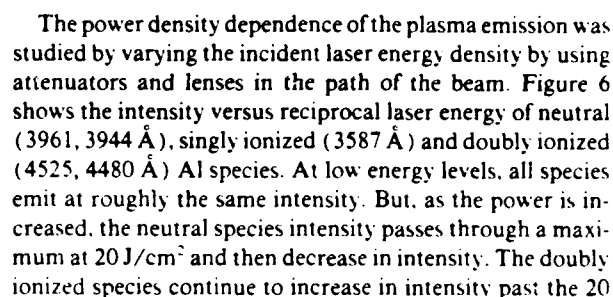 The power density dependence of the plasma emission was
studied by varying the incident laser energy density by using
attenuators and lenses in the path of the beam. Figure 6
shows the intensity versus reciprocal laser energy of neutral
(3961, 3944 Å), singly ionized (3587 Å) and doubly ionized
(4525, 4480 Å) Al species. At low energy levels, all species
emit at roughly the same intensity. But, as the power is in-
creased, the neutral species intensity passes through a maxi-
mum at 20 J/cm² and then decrease in intensity. The doubly
ionized species continue to increase in intensity past the 20